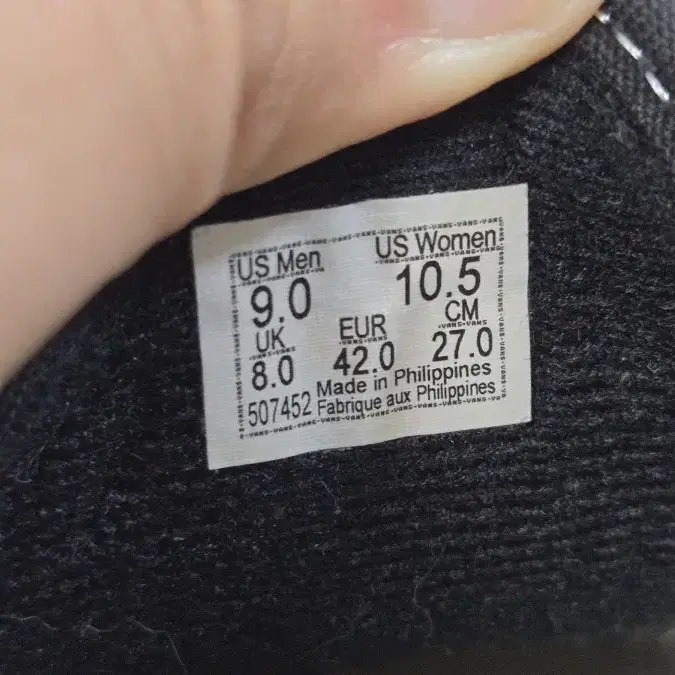 US Men US Women
9.0 10.5
UK EUR CM
8.0 42.0 27.0
Made in Philippines
507452 Fabrique aux Philippines